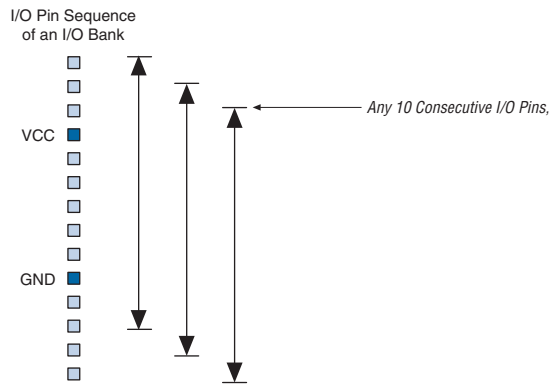 I/O Pin Sequence
of an I/O Bank
Any 10 Consecutive I/O Pins,
VCC
GND